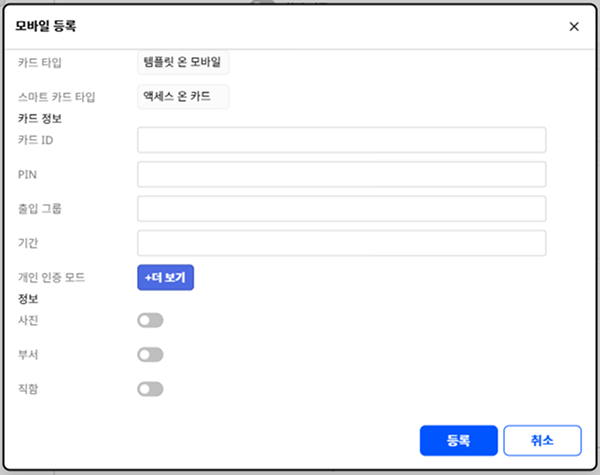 모바일 등록
카드 타입 템플릿 온 모바일
스마트 카드 타입 액세스 온 카드
카드 정보
카드 ID
PIN
출입 그룹
기간
개인 인증 모드 +더 보기
정보
사진
부서
직함
등록 취소